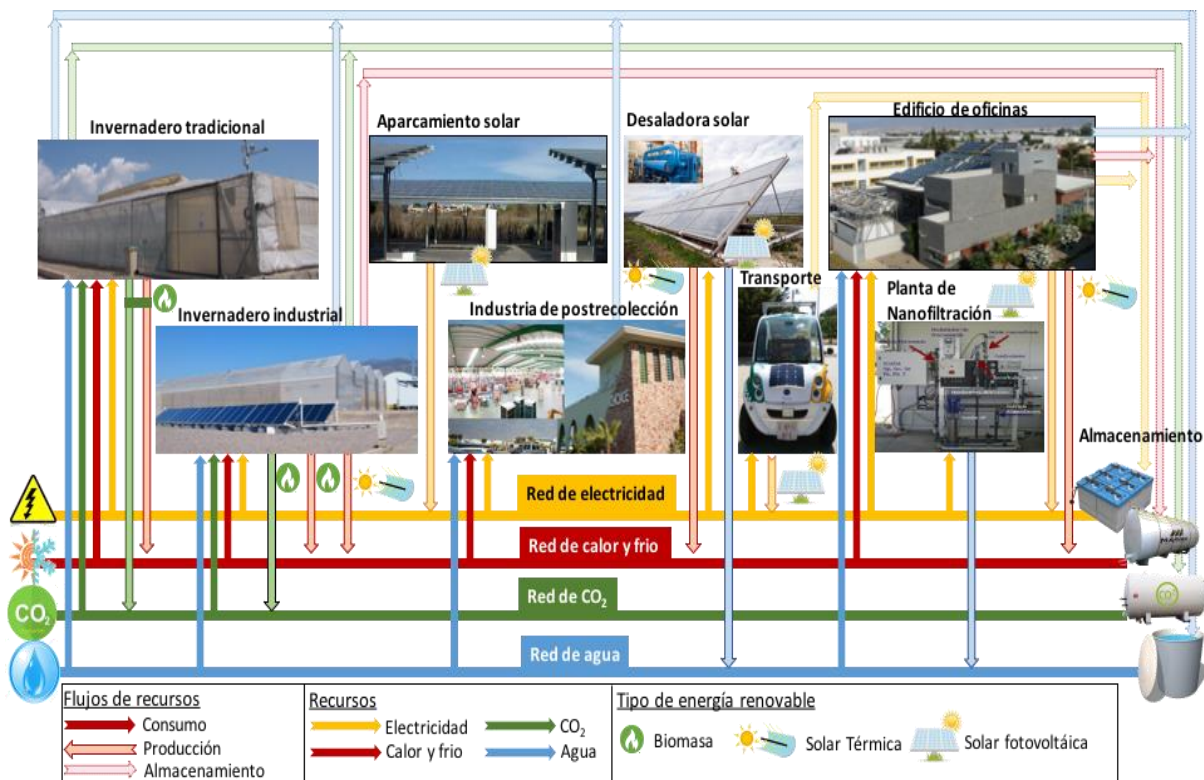 Invernadero tradicional
Aparcamiento solar
Desaladora solar
Edificio de oficinas
Invernadero industrial
Industria de postrecolección
Transporte
Planta de
Nanofiltración
Almacenamiento
Red de electricidad
Red de calor y frio
Red de CO₂
Red de agua
CO₂
Flujos de recursos
Consumo
Producción
Almacenamiento
Recursos
Electricidad
CO₂
Calor y frio
Agua
Tipo de energía renovable
Biomasa
Solar Térmica
Solar fotovoltáica